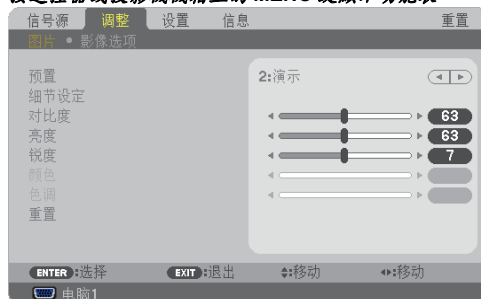 信号源 调整 设置 信息 重置
图片 • 影像选项
预置 2:演示
细节设定
对比度 63
亮度 63
锐度 7
颜色
色调
重置
ENTER:选择 EXIT:退出 :移动 :移动
电脑1